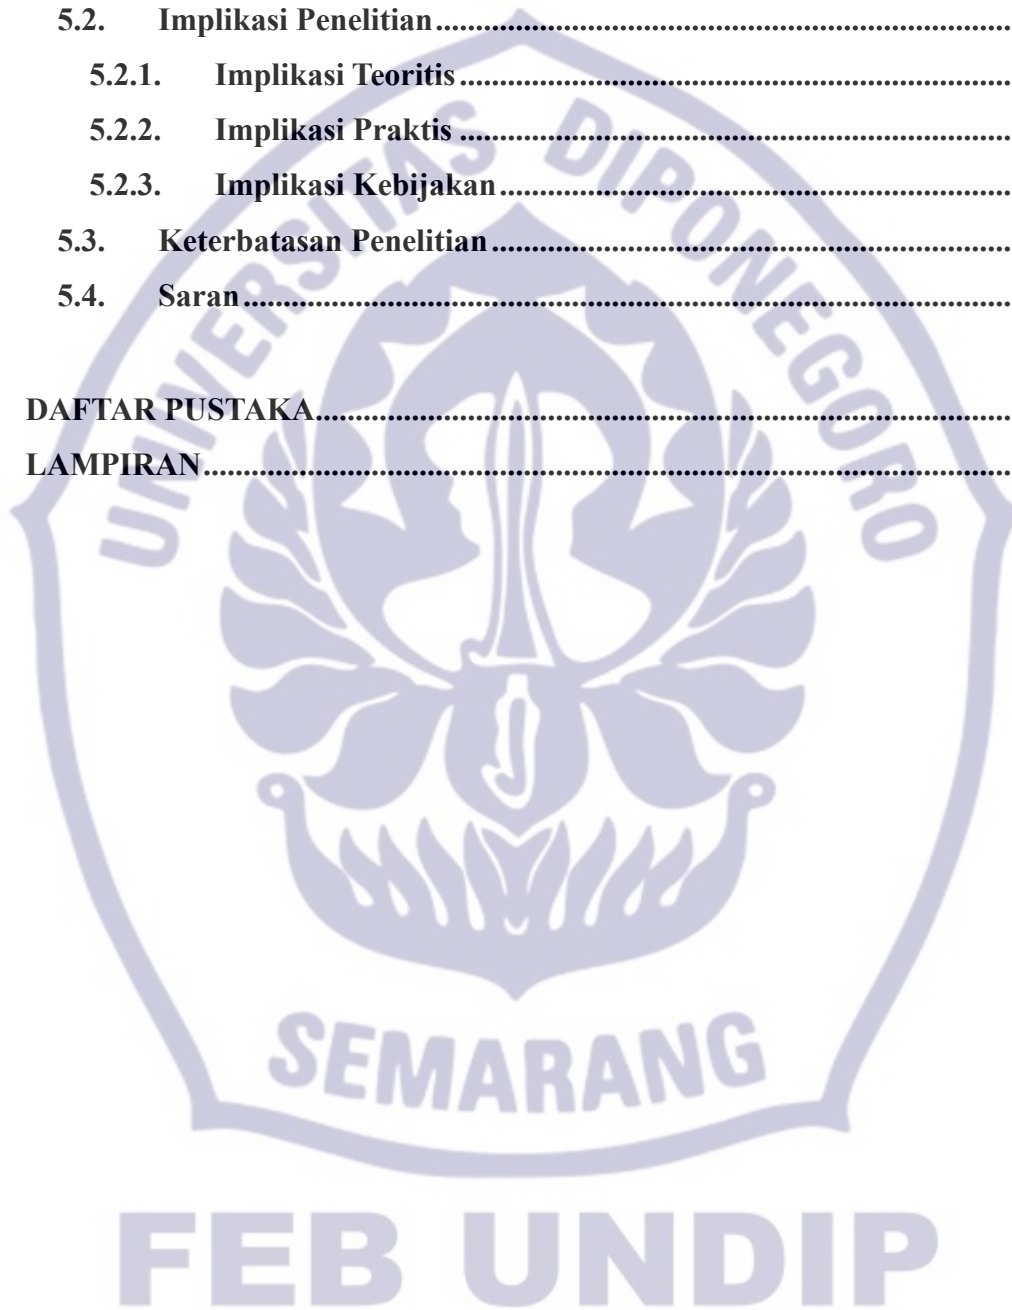 5.2. Implikasi Penelitian........................................................................
5.2.1. Implikasi Teoritis.....................................................................
5.2.2. Implikasi Praktis.....................................................................
5.2.3. Implikasi Kebijakan................................................................
5.3. Keterbatasan Penelitian.................................................................
5.4. Saran................................................................................................
DAFTAR PUSTAKA.......................................................................................
LAMPIRAN.....................................................................................................
UNIVERSITAS DIPONEGORO
SEMARANG
FEB UNDIP